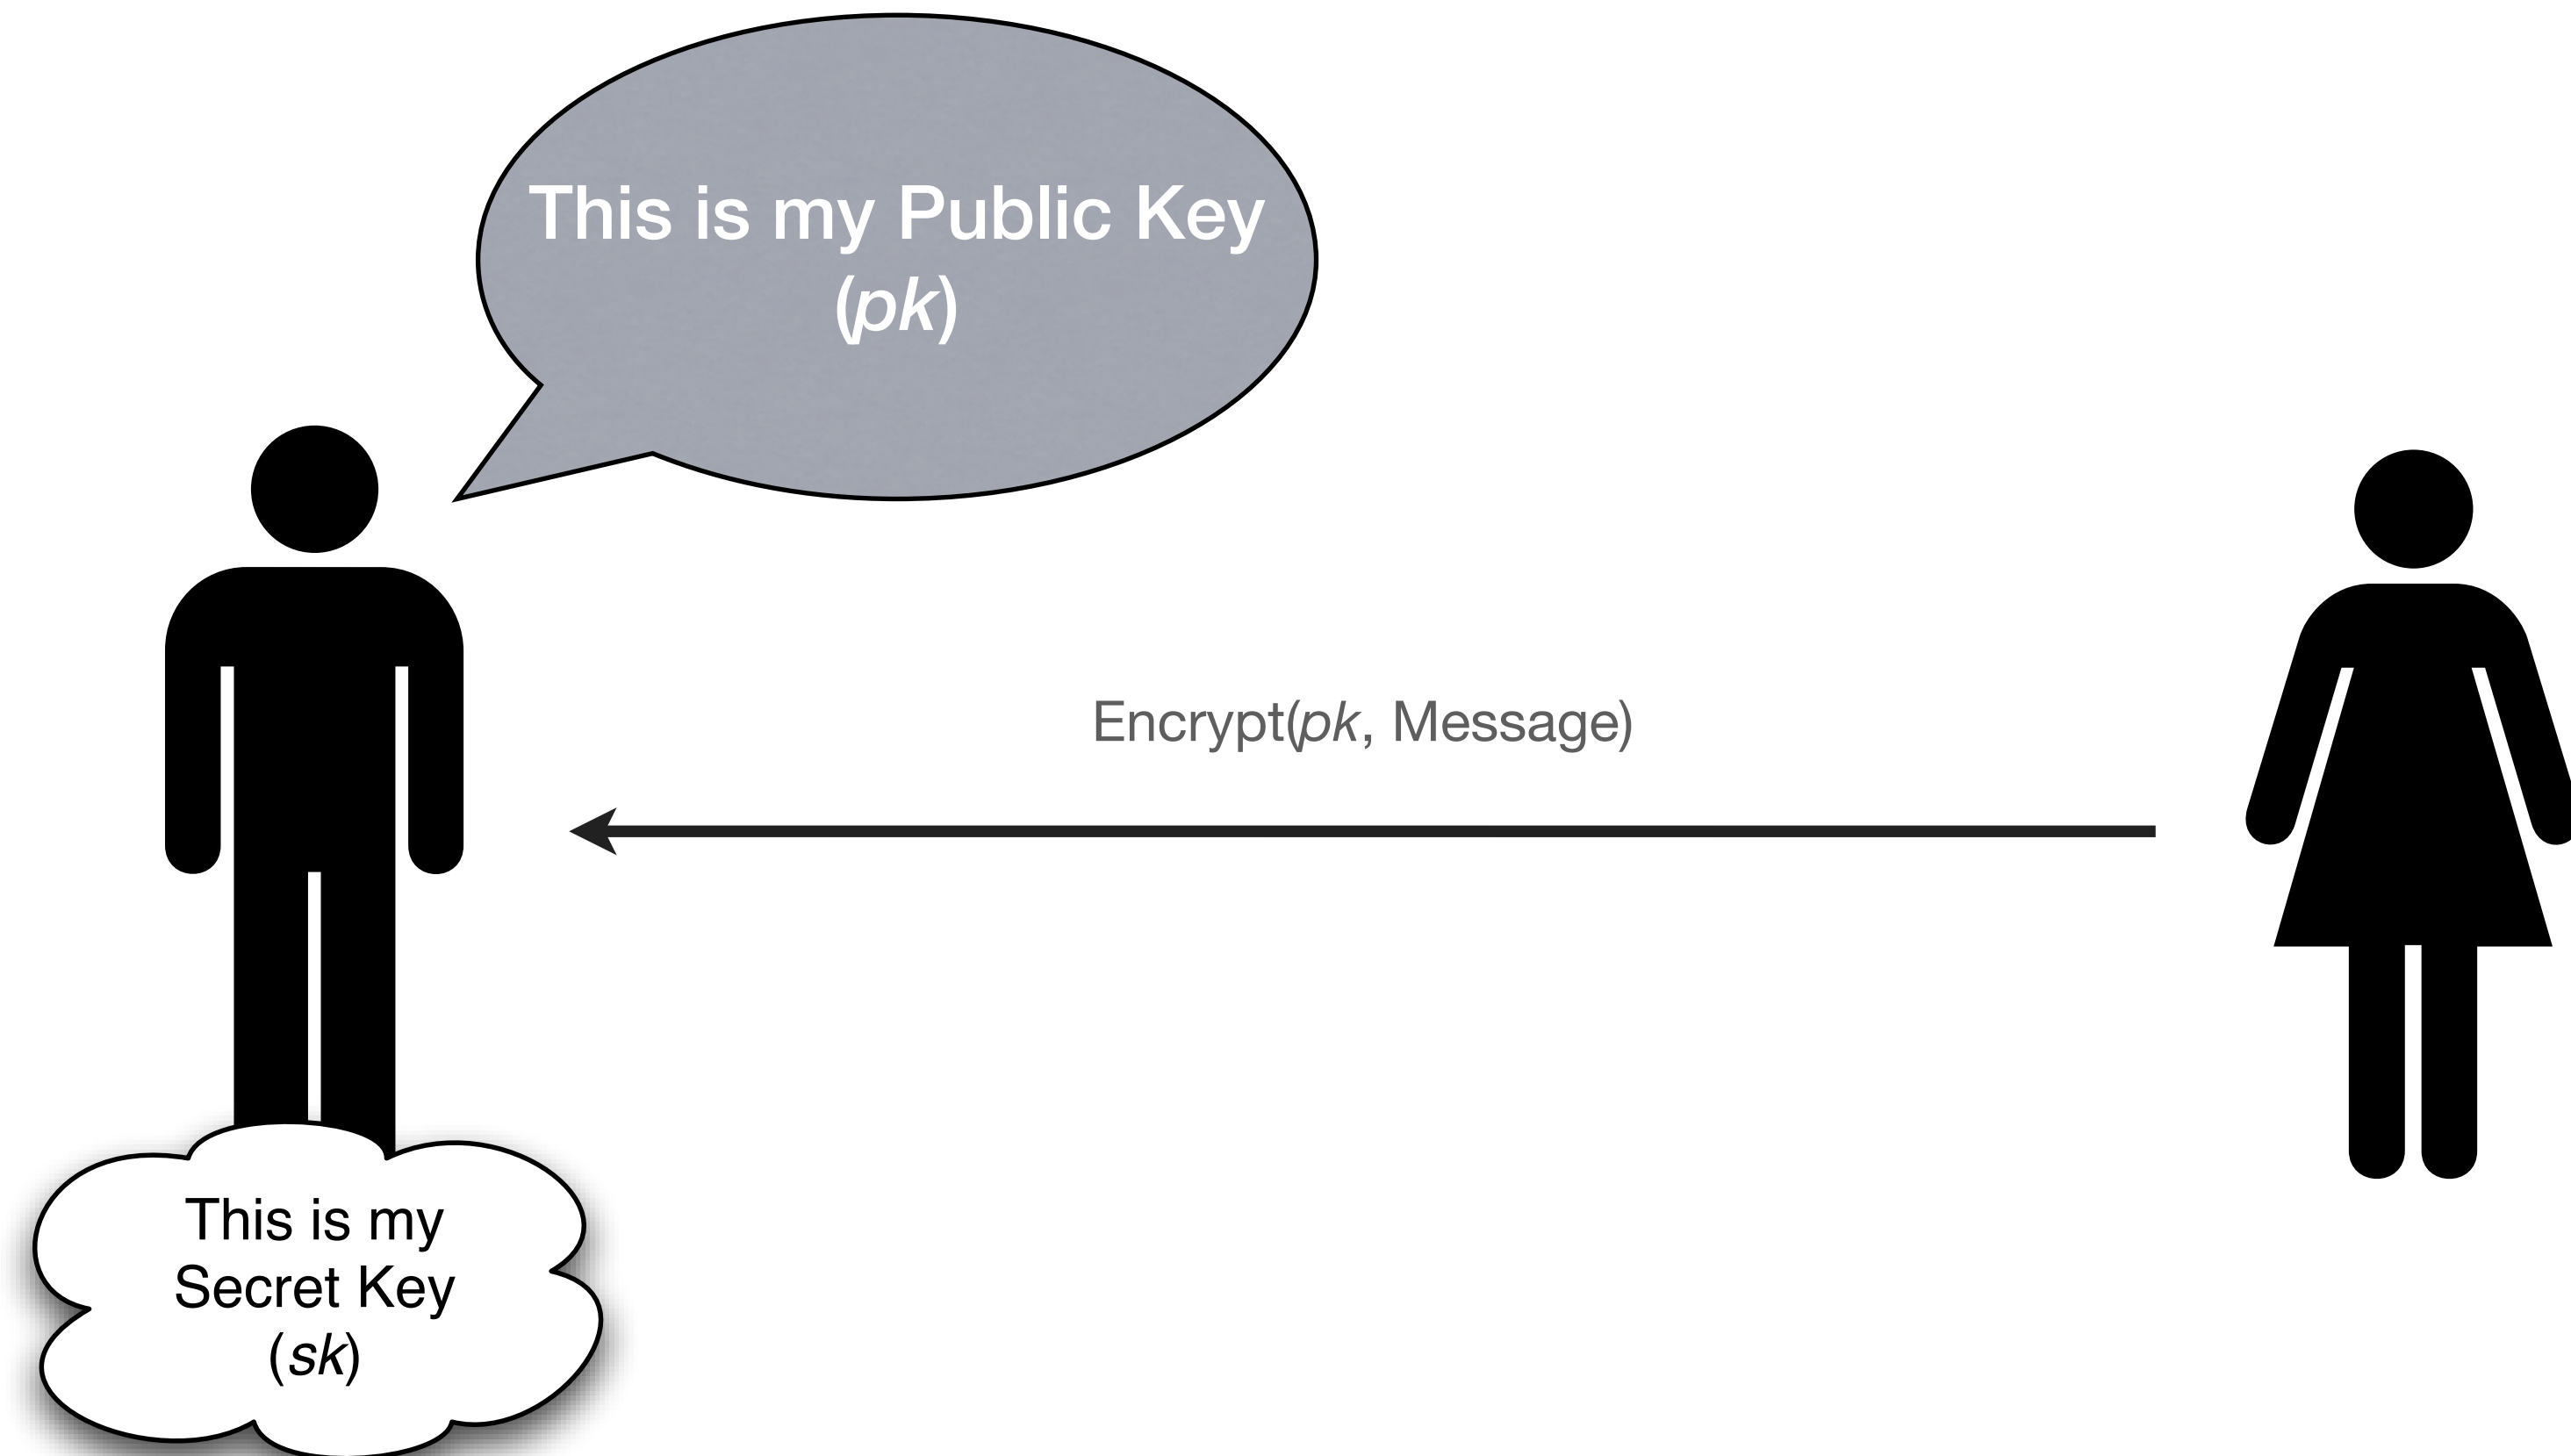 This is my Public Key
(pk)
Encrypt(pk, Message)
This is my
Secret Key
(sk)